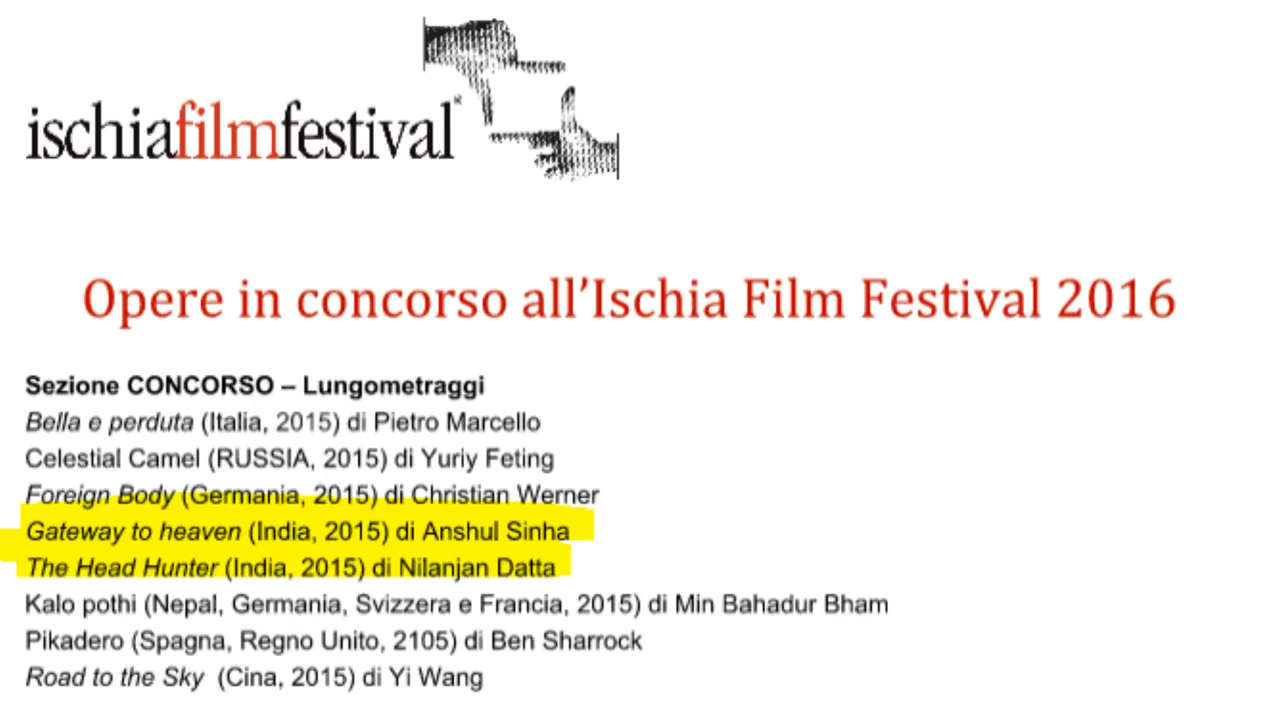 ischiafilmfestival
Opere in concorso all’Ischia Film Festival 2016
Sezione CONCORSO – Lungometraggi
Bella e perduta (Italia, 2015) di Pietro Marcello
Celestial Camel (RUSSIA, 2015) di Yuriy Feting
Foreign Body (Germania, 2015) di Christian Werner
Gateway to heaven (India, 2015) di Anshul Sinha
The Head Hunter (India, 2015) di Nilanjan Datta
Kalo pothi (Nepal, Germania, Svizzera e Francia, 2015) di Min Bahadur Bham
Pikadero (Spagna, Regno Unito, 2105) di Ben Sharrock
Road to the Sky (Cina, 2015) di Yi Wang